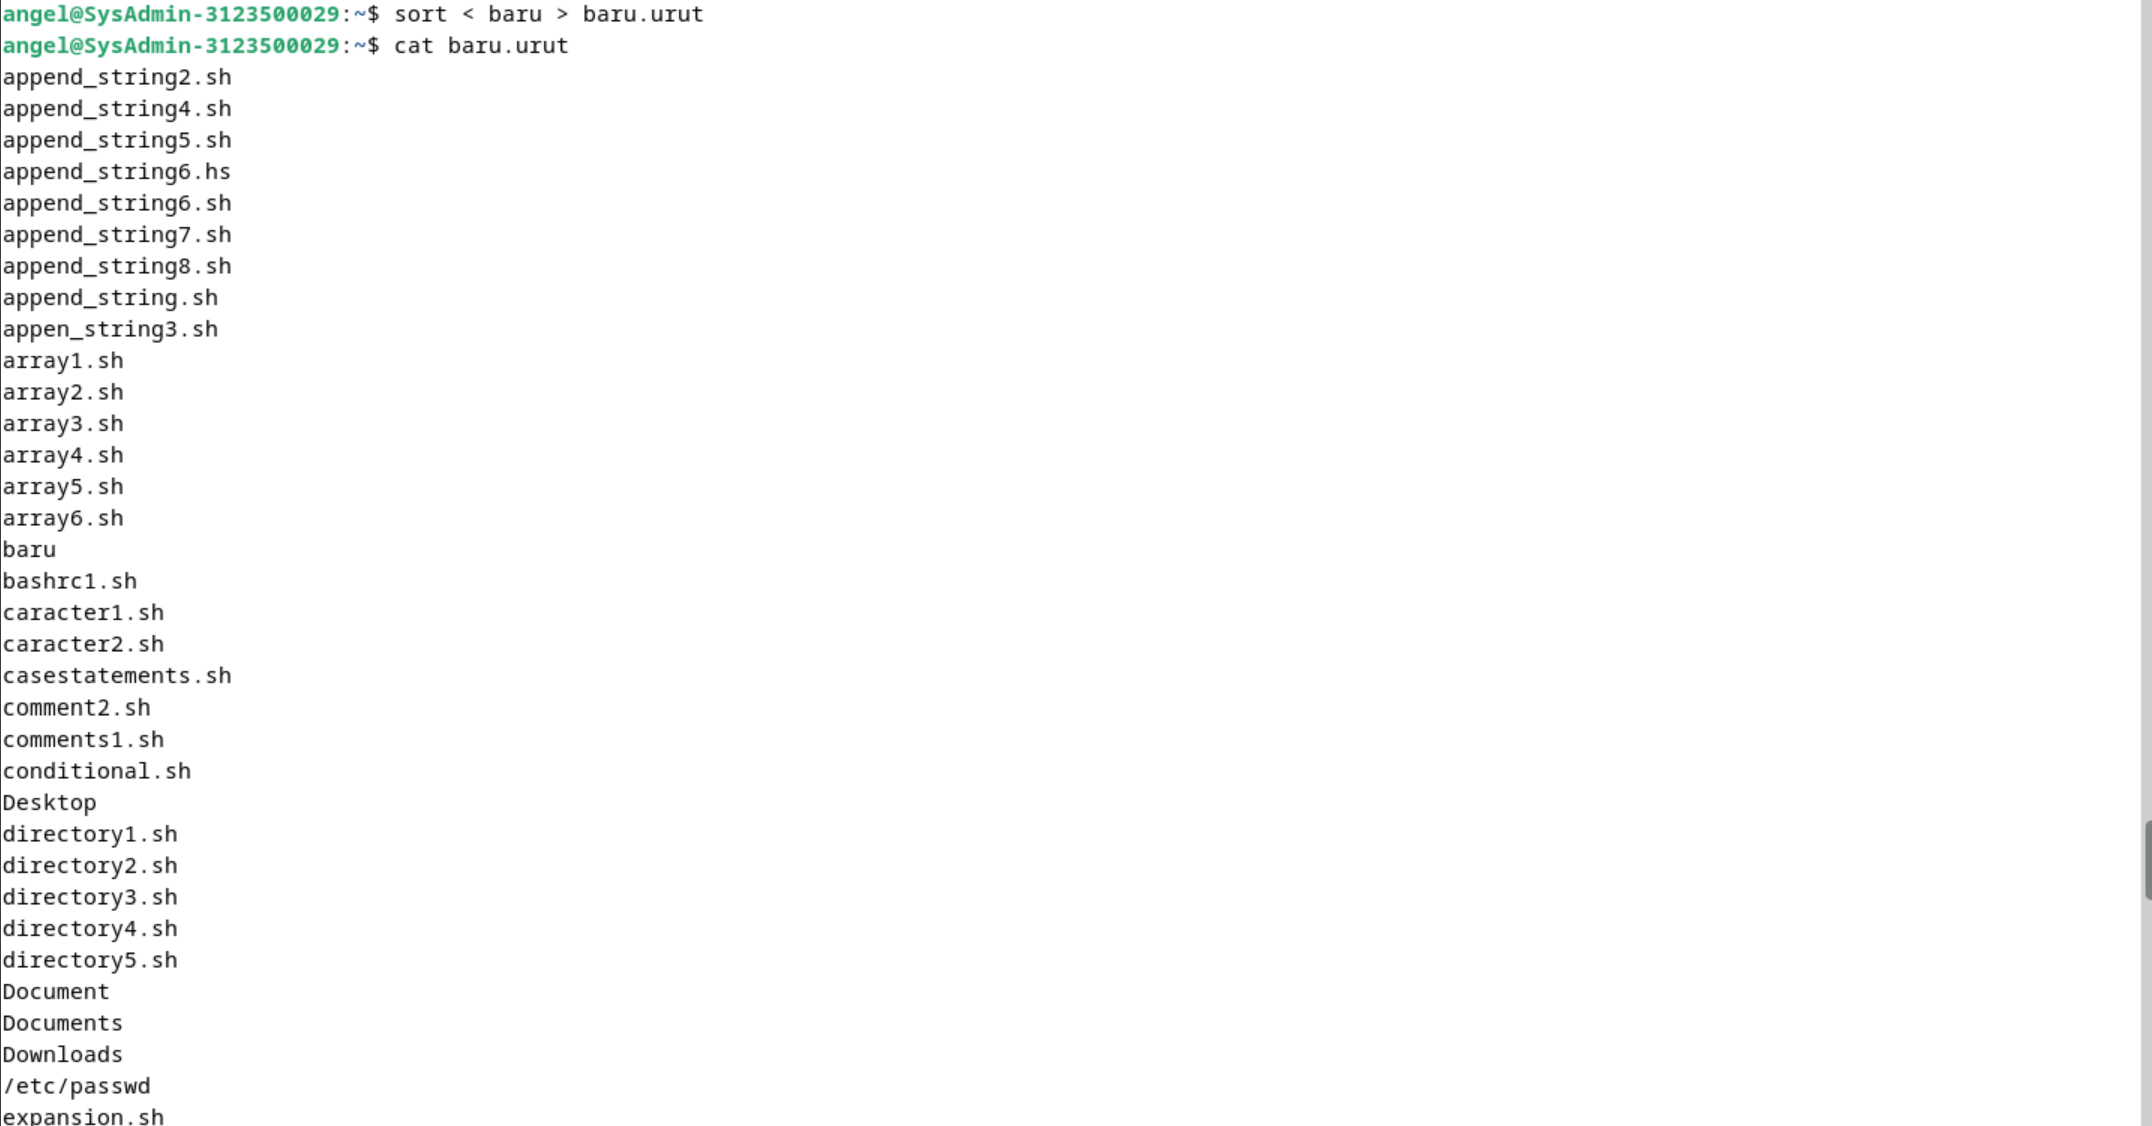 angel@SysAdmin-3123500029:~$ sort < baru > baru.urut
angel@SysAdmin-3123500029:~$ cat baru.urut
append_string2.sh
append_string4.sh
append_string5.sh
append_string6.hs
append_string6.sh
append_string7.sh
append_string8.sh
append_string.sh
appen_string3.sh
array1.sh
array2.sh
array3.sh
array4.sh
array5.sh
array6.sh
baru
bashrc1.sh
caracter1.sh
caracter2.sh
casestatements.sh
comment2.sh
comments1.sh
conditional.sh
Desktop
directory1.sh
directory2.sh
directory3.sh
directory4.sh
directory5.sh
Document
Documents
Downloads
/etc/passwd
expansion.sh